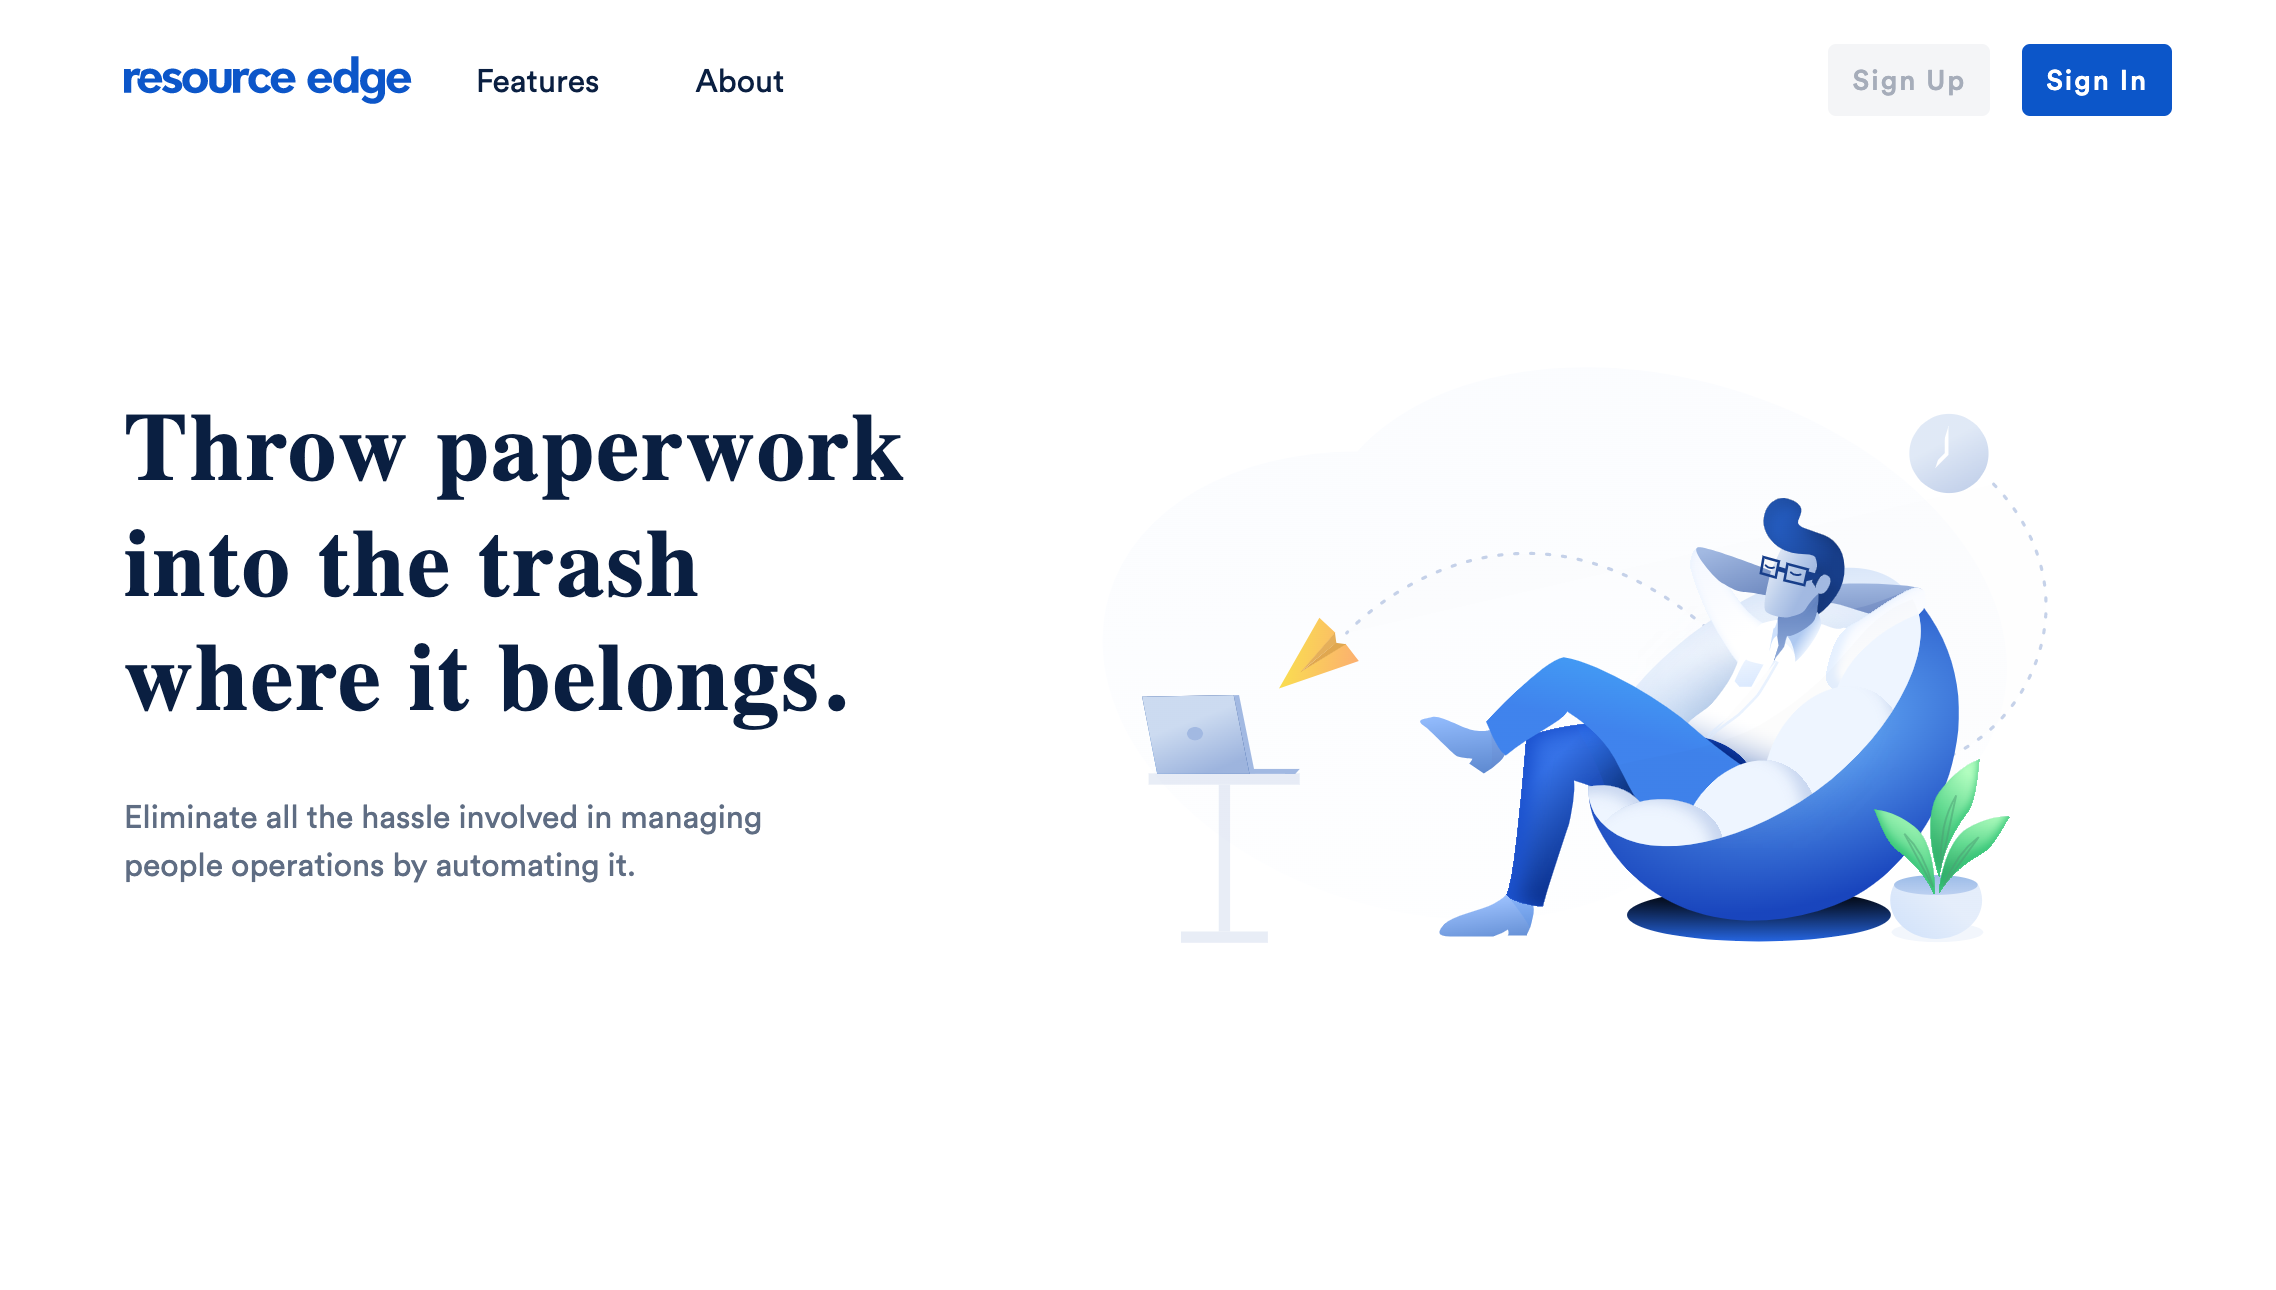 resource edge
Features
About
Sign Up
Sign In
Throw paperwork
into the trash
where it belongs.
Eliminate all the hassle involved in managing
people operations by automating it.